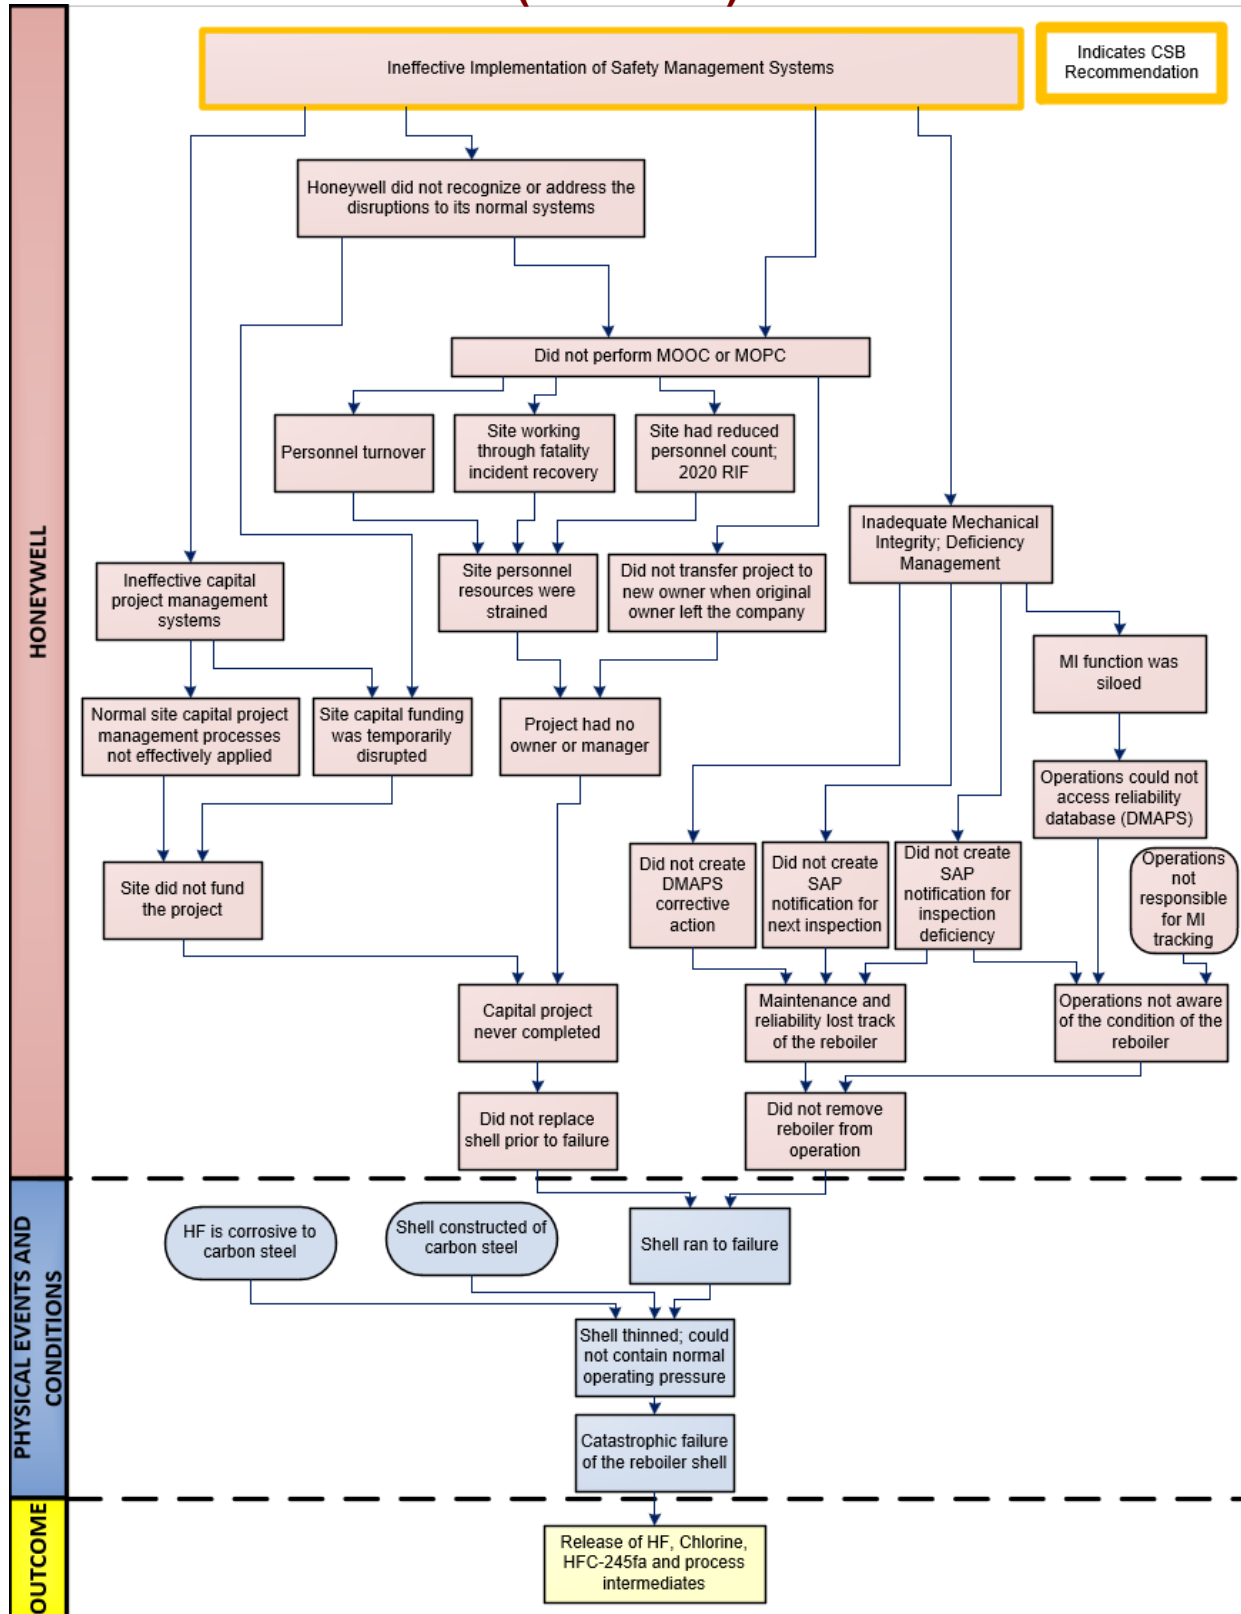 Ineffective Implementation of Safety Management Systems
Indicates CSB
Recommendation
Honeywell did not recognize or address the
disruptions to its normal systems
Did not perform MOOC or MOPC
Personnel turnover
Site working
through fatality
incident recovery
Site had reduced
personnel count;
2020 RIF
Inadequate Mechanical
Integrity; Deficiency
Management
Ineffective capital
project management
systems
Site personnel
resources were
strained
Did not transfer project to
new owner when original
owner left the company
MI function was
siloed
Normal site capital project
management processes
not effectively applied
Site capital funding
was temporarily
disrupted
Project had no
owner or manager
Operations could not
access reliability
database (DMAPS)
Site did not fund
the project
Did not create
DMAPS
corrective
action
Did not create
SAP
notification for
next inspection
Did not create
SAP
notification for
inspection
deficiency
Operations
not
responsible
for MI
tracking
Capital project
never completed
Maintenance and
reliability lost track
of the reboiler
Operations not aware
of the condition of the
reboiler
Did not replace
shell prior to failure
Did not remove
reboiler from
operation
HONEYWELL
HF is corrosive to
carbon steel
Shell constructed of
carbon steel
Shell ran to failure
Shell thinned; could
not contain normal
operating pressure
Catastrophic failure
of the reboiler shell
PHYSICAL EVENTS AND
CONDITIONS
Release of HF, Chlorine,
HFC-245fa and process
intermediates
OUTCOME